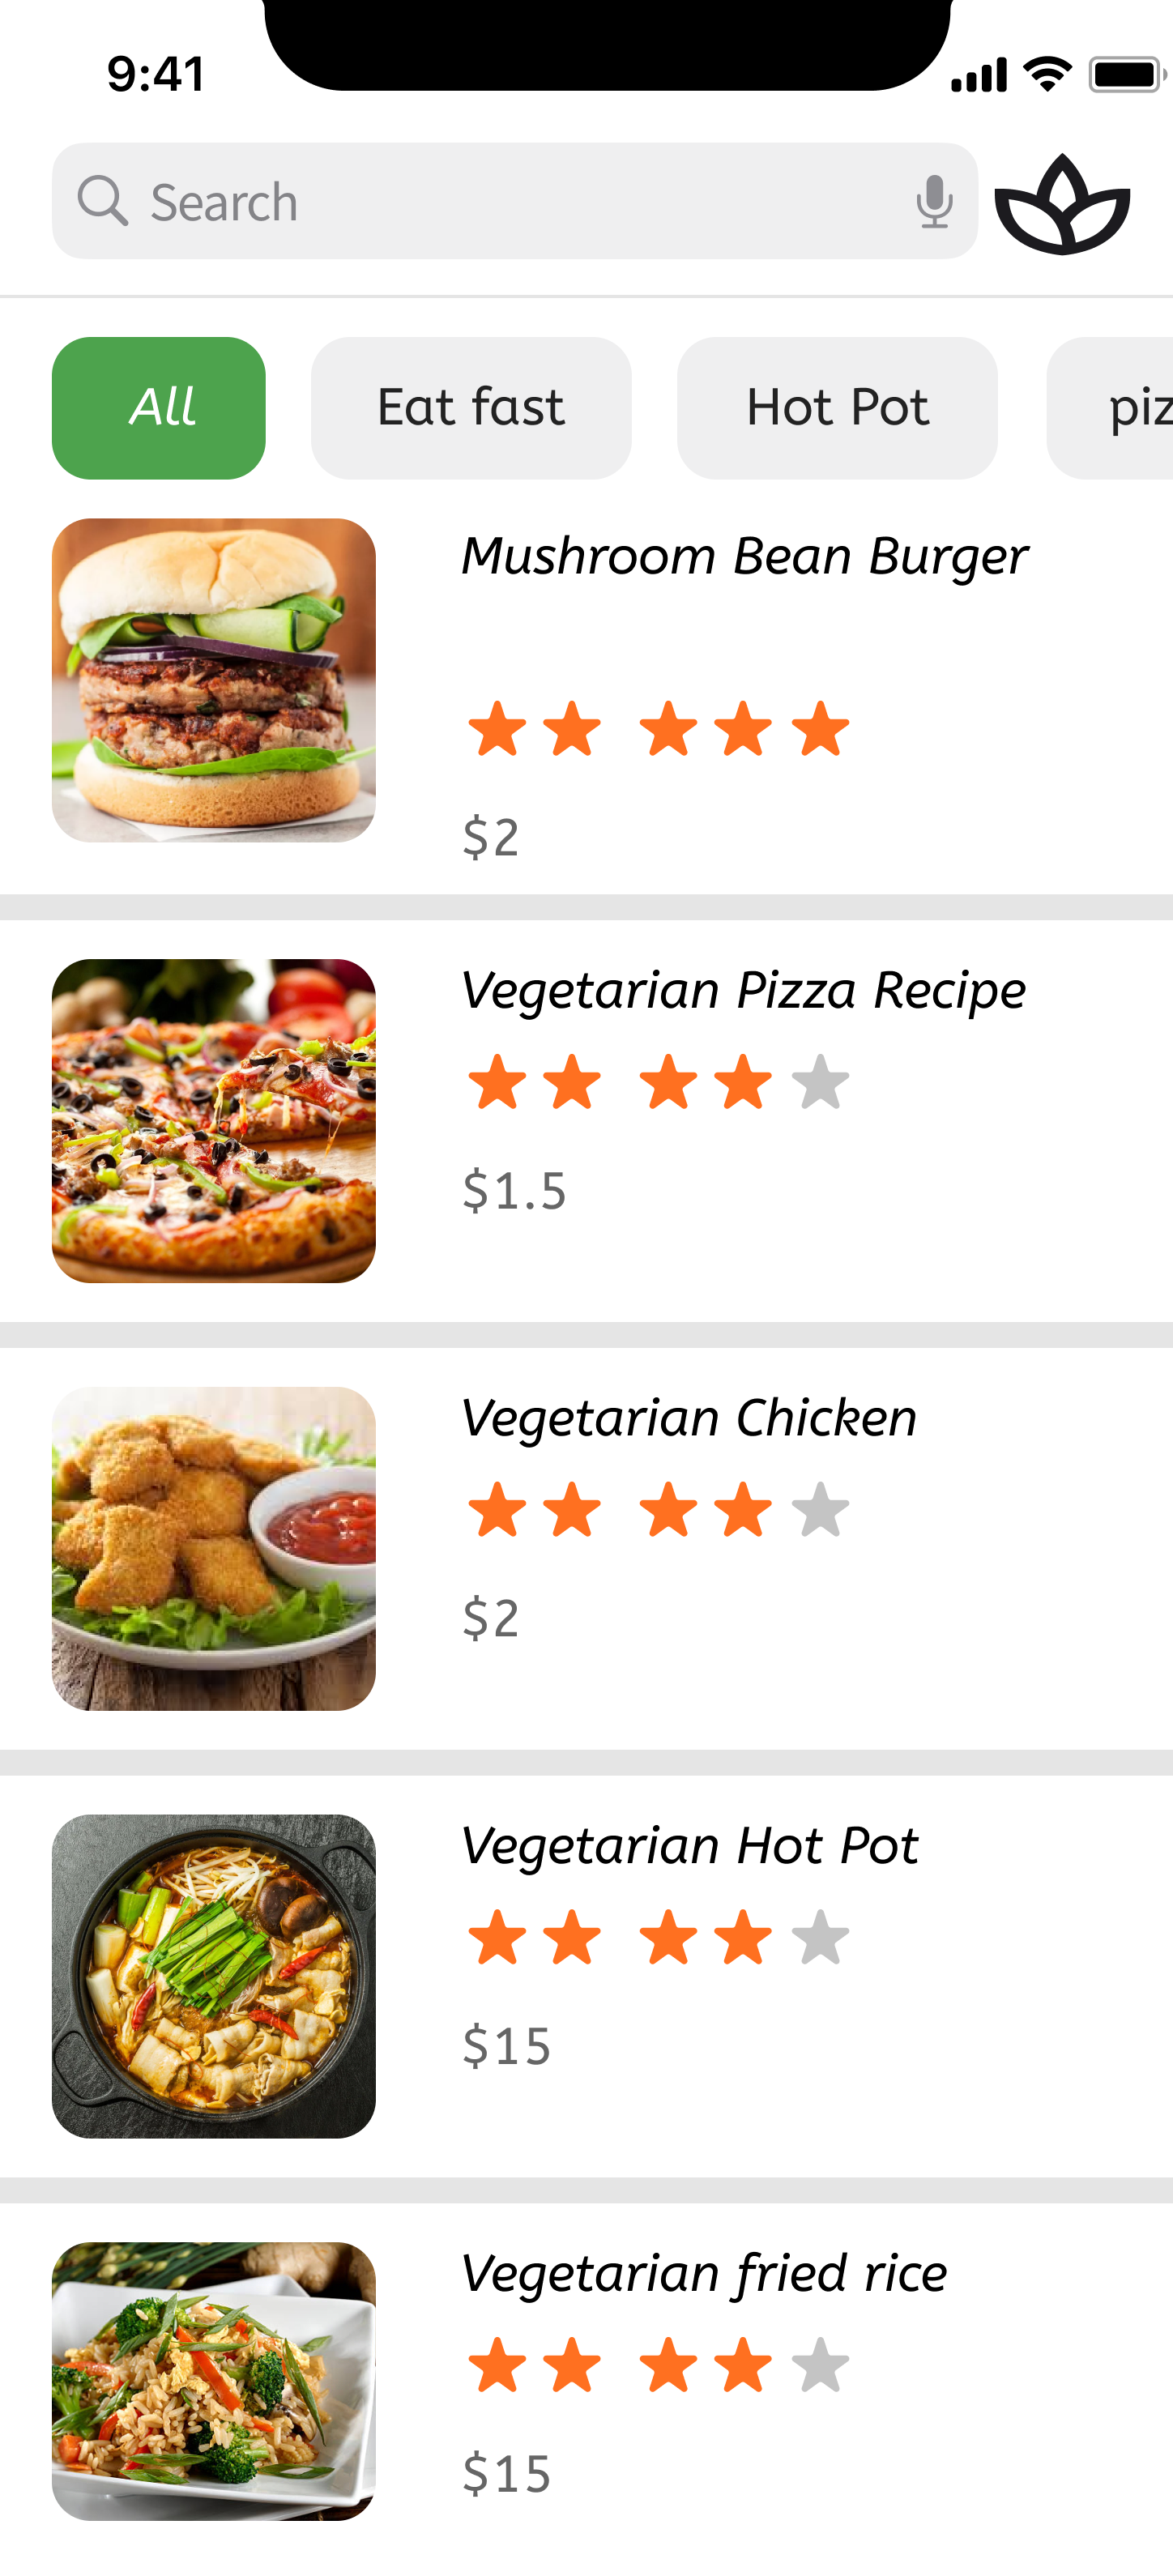 9:41
Search
All
Eat fast
Hot Pot
piz
Mushroom Bean Burger
$2
Vegetarian Pizza Recipe
$1.5
Vegetarian Chicken
$2
Vegetarian Hot Pot
$15
Vegetarian fried rice
$15